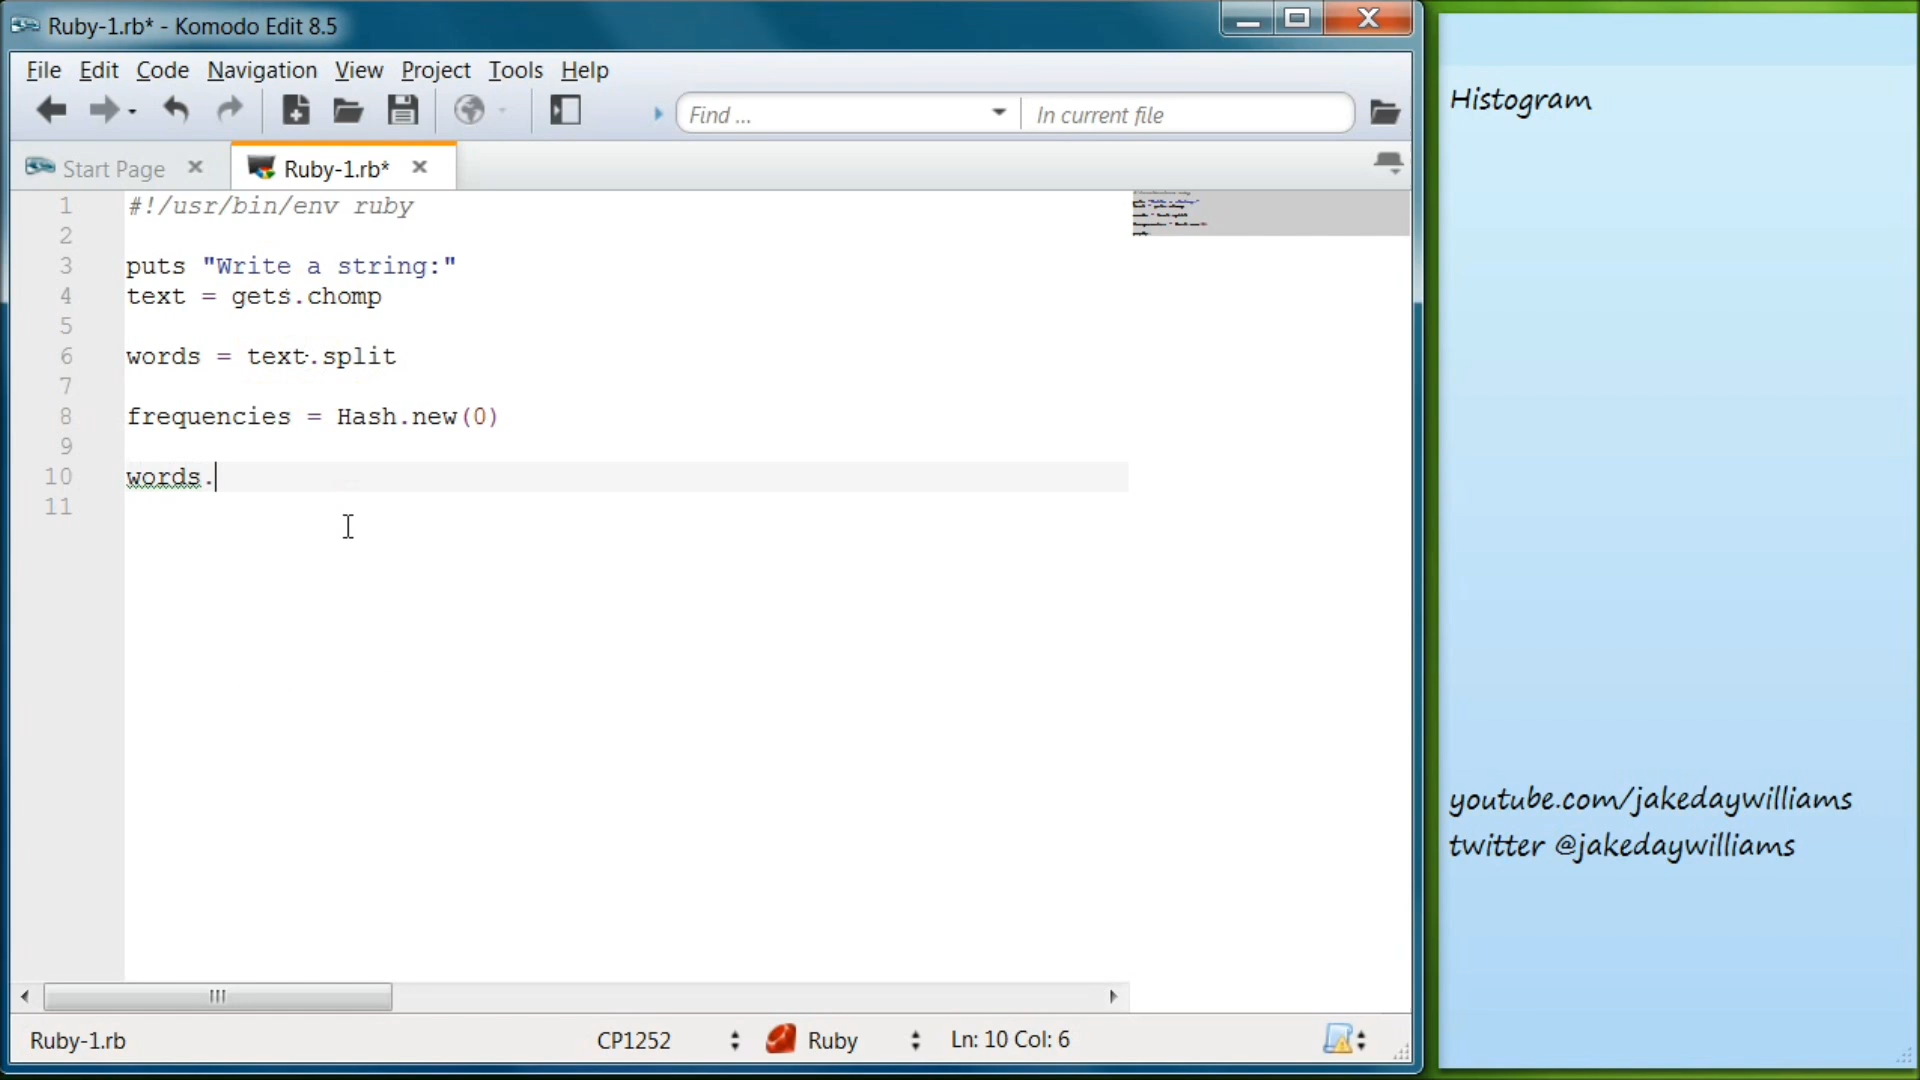 Ruby-1.rb* - Komodo Edit 8.5
File Edit Code Navigation View Project Tools Help
Find ... In current file
Start Page Ruby-1.rb*
1 #!/usr/bin/env ruby
2
3 puts "Write a string:"
4 text = gets.chomp
5
6 words = text.split
7
8 frequencies = Hash.new(0)
9
10 words.
11
Ruby-1.rb CP1252 Ruby Ln: 10 Col: 6
Histogram
youtube.com/jakedaywilliams
twitter @jakedaywilliams